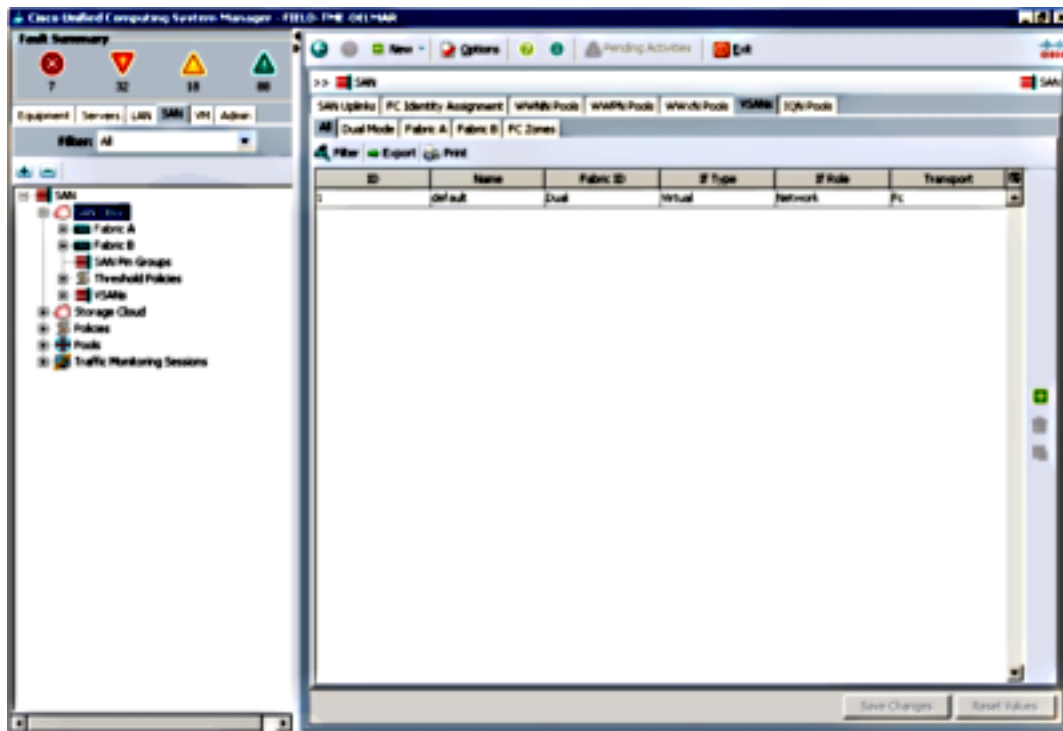 Cisco Unified Computing System Manager - FIELD-TME-DELMAR
Fault Summary
7 32 18 88
Equipment Servers LAN SAN VM Admin
Filter: All
SAN
SAN Cloud
Fabric A
Fabric B
SAN Pin Groups
Threshold Policies
VSANs
Storage Cloud
Policies
Pools
Traffic Monitoring Sessions
New Options Pending Activities Exit
>> SAN SAN
SAN Uplinks FC Identity Assignment WWNN Pools WWPN Pools WWxN Pools VSANs IQN Pools
All Dual Mode Fabric A Fabric B FC Zones
Filter Export Print
ID Name Fabric ID If Type If Role Transport
1 default Dual Virtual Network Fc
Save Changes Reset Values